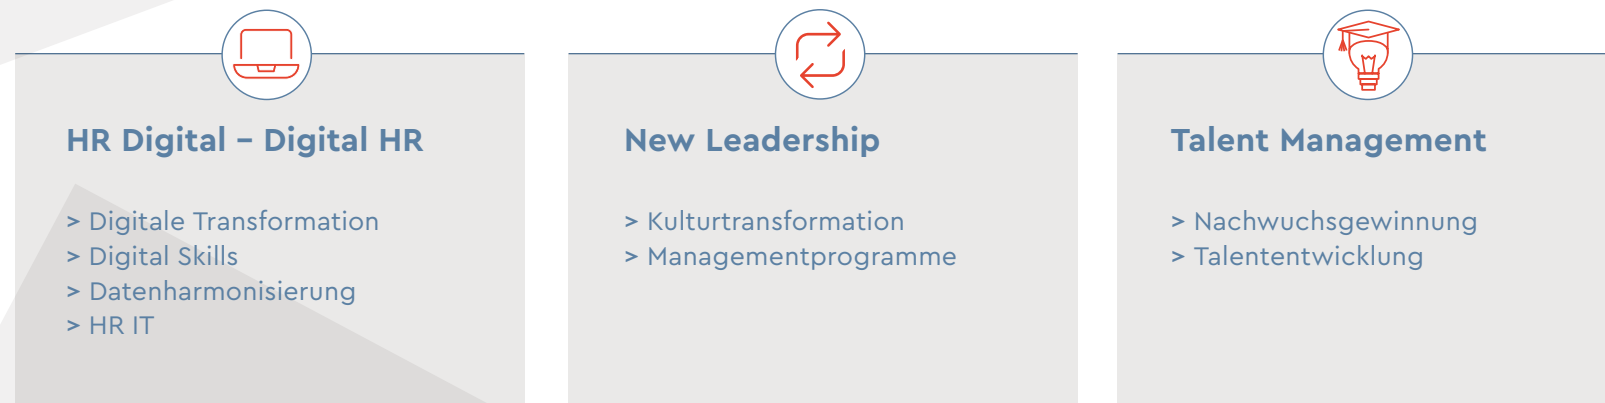 HR Digital – Digital HR
> Digitale Transformation
> Digital Skills
> Datenharmonisierung
> HR IT
New Leadership
> Kulturtransformation
> Managementprogramme
Talent Management
> Nachwuchsgewinnung
> Talententwicklung